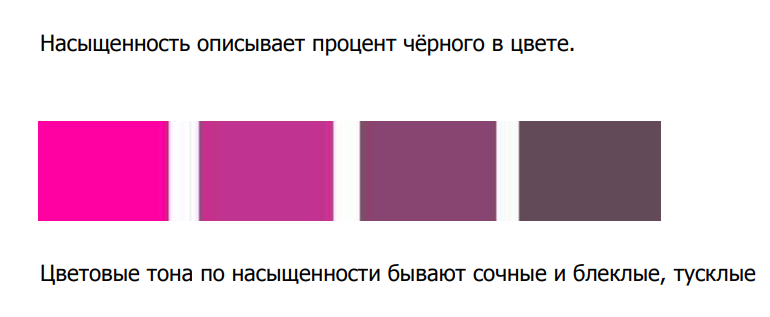 Насыщенность описывает процент чёрного в цвете.
Цветовые тона по насыщенности бывают сочные и блеклые, тусклые